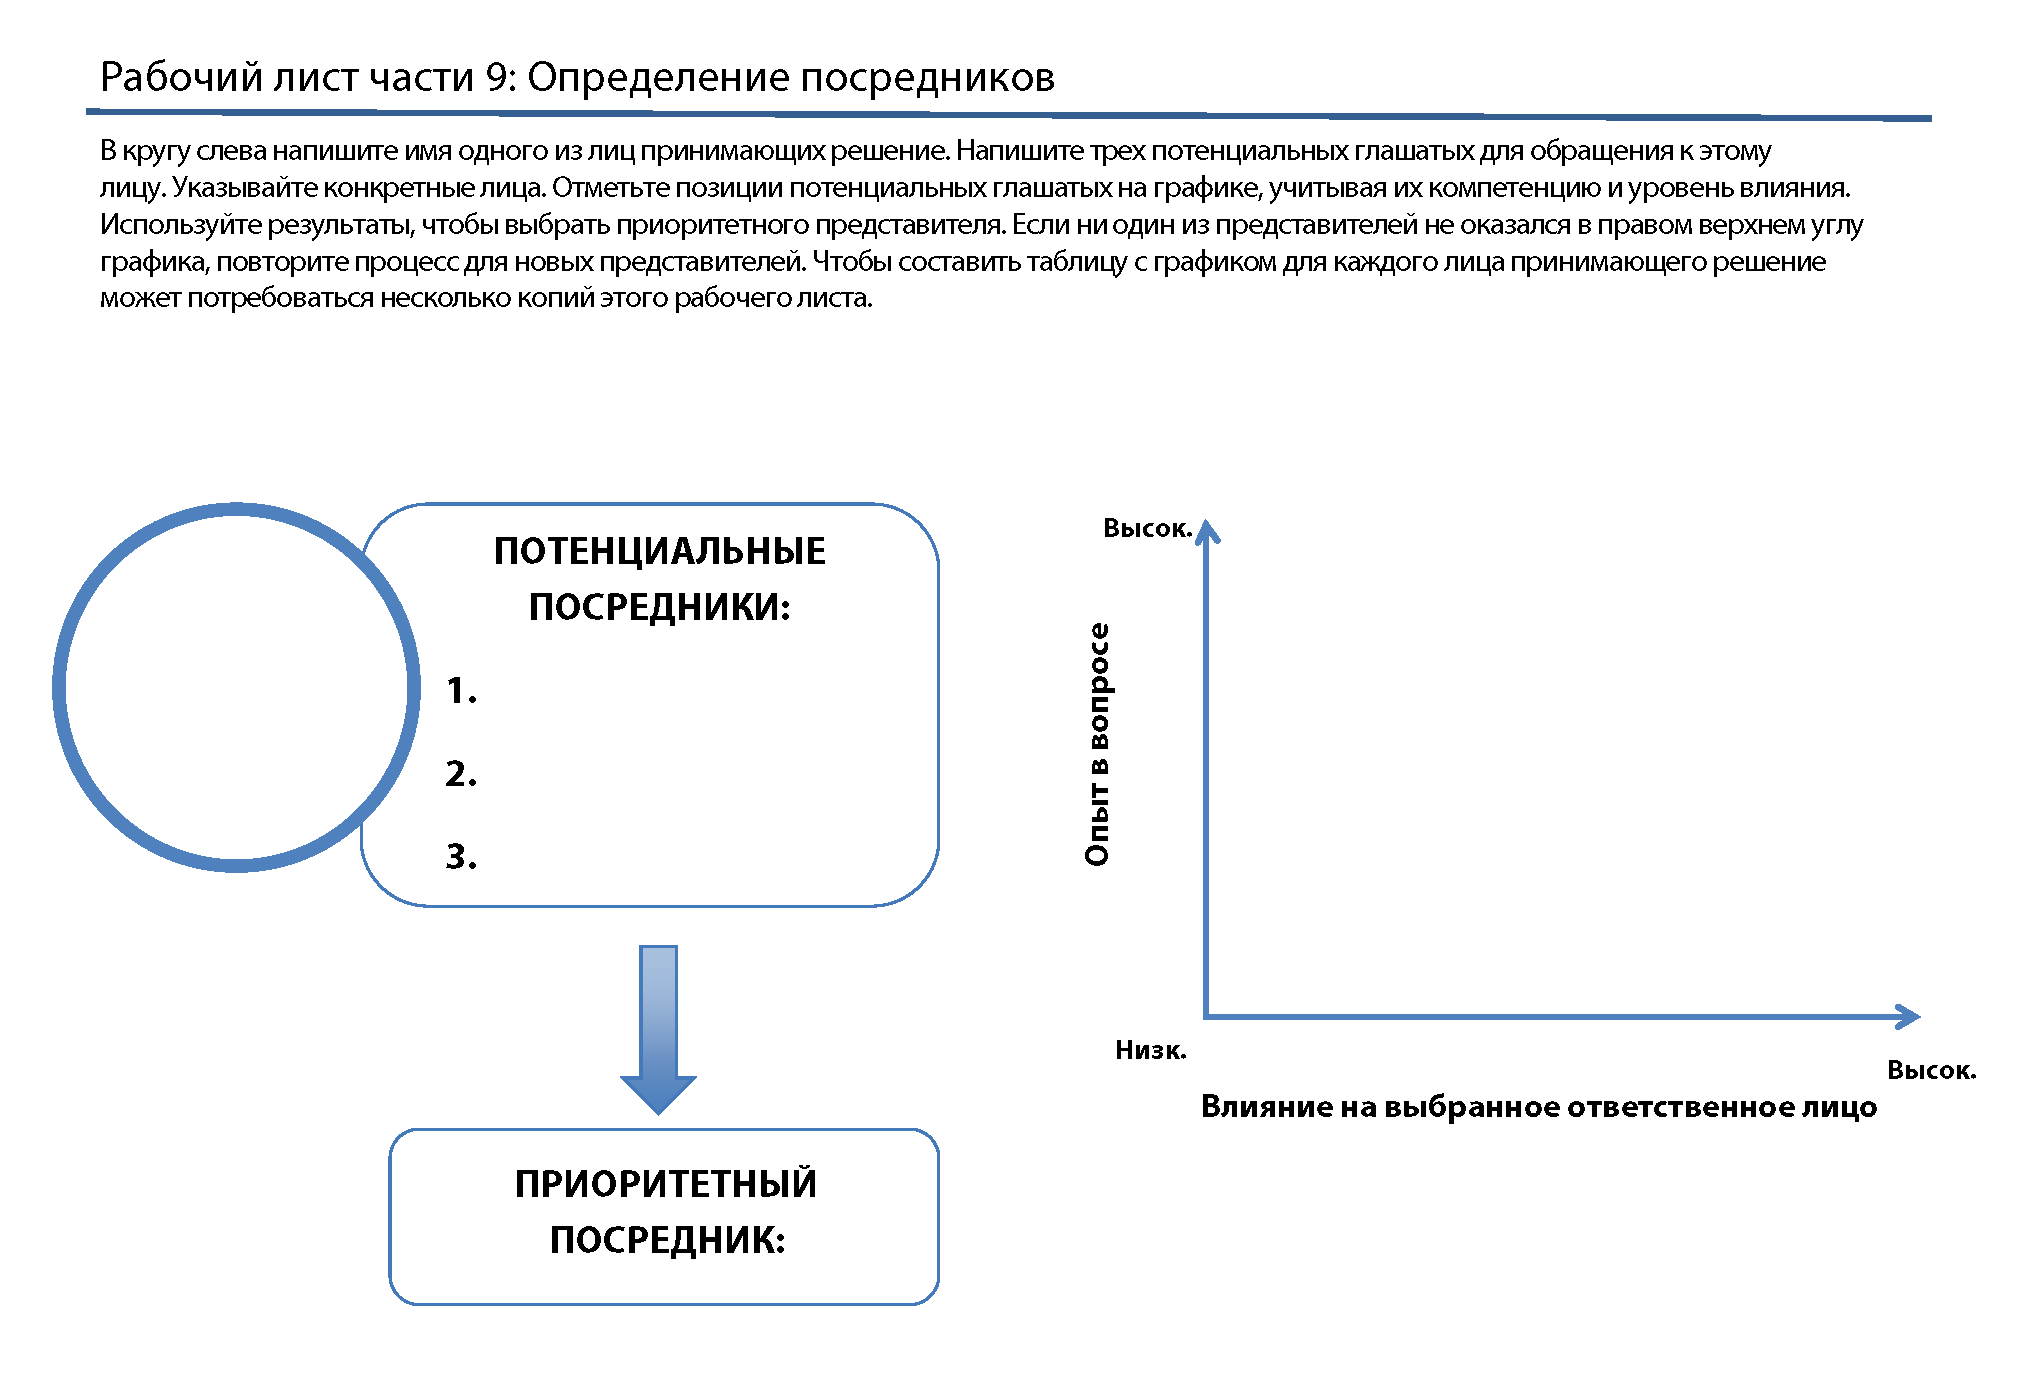 Рабочий лист части 9: Определение посредников
В кругу слева напишите имя одного из лиц принимающих решение. Напишите трех потенциальных глашатых для обращения к этому
лицу. Указывайте конкретные лица. Отметьте позиции потенциальных глашатых на графике, учитывая их компетенцию и уровень влияния.
Используйте результаты, чтобы выбрать приоритетного представителя. Если ни один из представителей не оказался в правом верхнем углу
графика, повторите процесс для новых представителей. Чтобы составить таблицу с графиком для каждого лица принимающего решение
может потребоваться несколько копий этого рабочего листа.
ПОТЕНЦИАЛЬНЫЕ
ПОСРЕДНИКИ:
1.
2.
3.
ПРИОРИТЕТНЫЙ
ПОСРЕДНИК:
Высок.
Опыт в вопросе
Низк.
Высок.
Влияние на выбранное ответственное лицо